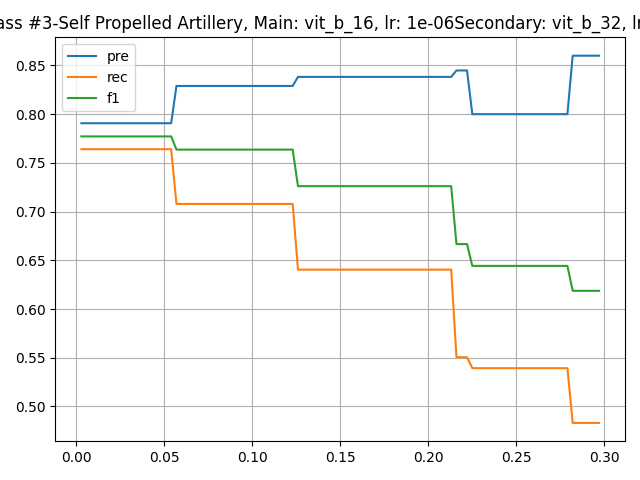 ass #3-Self Propelled Artillery, Main: vit_b_16, lr: 1e-06Secondary: vit_b_32, lr
pre
rec
f1
0.85
0.80
0.75
0.70
0.65
0.60
0.55
0.50
0.00 0.05 0.10 0.15 0.20 0.25 0.30